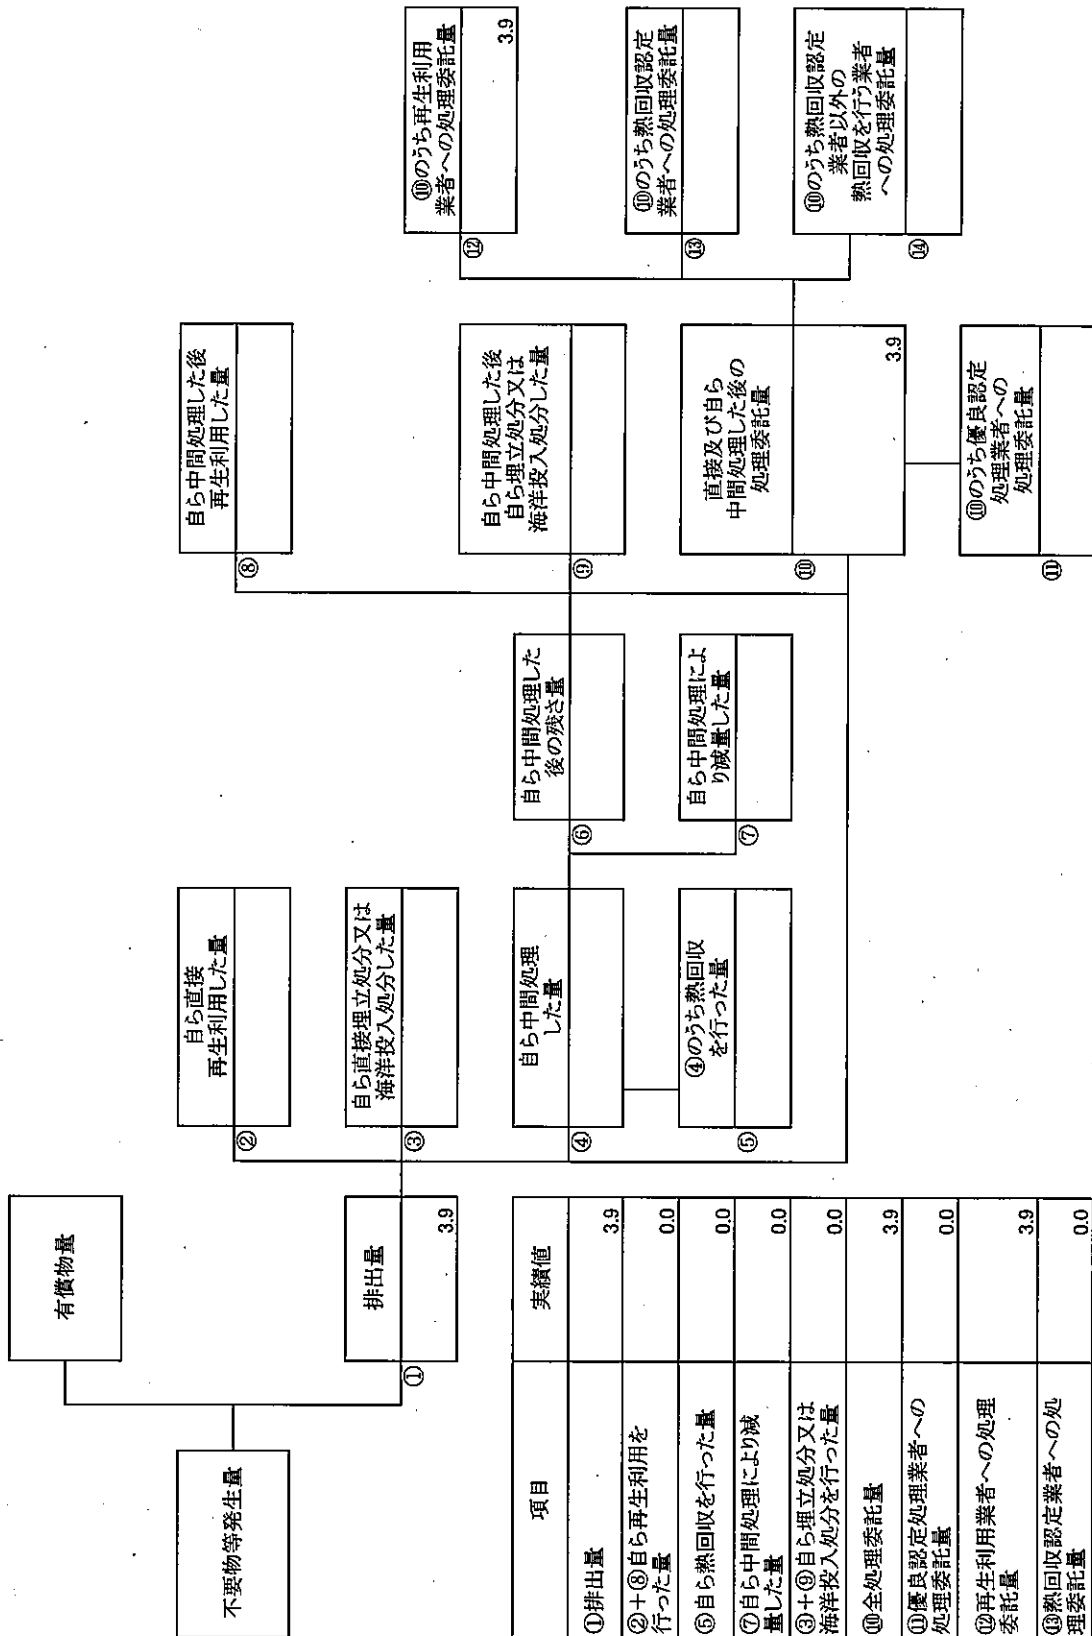 不要物等発生量
有償物量
排出量
①
3.9
自ら直接
再生利用した量
②
自ら直接埋立処分又は
海洋投入処分した量
③
自ら中間処理
した量
④
④のうち熱回収
を行った量
⑤
自ら中間処理した
後の残さ量
⑥
自ら中間処理によ
り減量した量
⑦
自ら中間処理した後
再生利用した量
⑧
自ら中間処理した後
自ら埋立処分又は
海洋投入処分した量
⑨
直接及び自ら
中間処理した後の
処理委託量
⑩
3.9
⑩のうち優良認定
処理業者への
処理委託量
⑪
⑩のうち再生利用
業者への処理委託量
⑫
3.9
⑩のうち熱回収認定
業者への処理委託量
⑬
⑩のうち熱回収認定
業者以外の
熱回収を行う業者
への処理委託量
⑭
項目 実績値
①排出量 3.9
②+⑧自ら再生利用を
行った量 0.0
⑤自ら熱回収を行った量 0.0
⑦自ら中間処理により減
量した量 0.0
③+⑨自ら埋立処分又は
海洋投入処分を行った量 0.0
⑩全処理委託量 3.9
⑪優良認定処理業者への
処理委託量 0.0
⑫再生利用業者への処理
委託量 3.9
⑬熱回収認定業者への処
理委託量 0.0